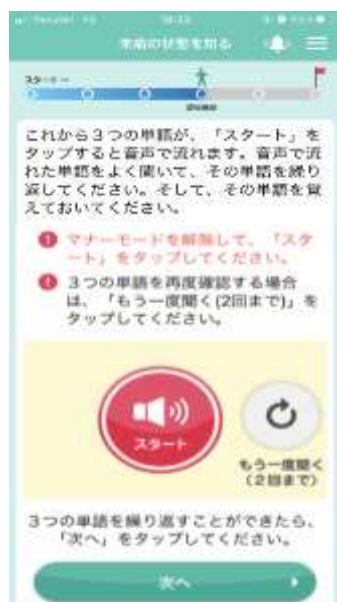 本品の状態を知る
スタート
これから３つの単語が、「スタート」を
タップすると音声で流れます。音声で流
れた単語をよく聞いて、その単語を繰り
返してください。そして、その単語を覚
えておいてください。
マナーモードを解除して、「スタ
ート」をタップしてください。
３つの単語を再度確認する場合
は、「もう一度聞く(2回まで)」を
タップしてください。
スタート
もう一度聞く
(2回まで)
３つの単語を繰り返すことができたら、
「次へ」をタップしてください。
次へ